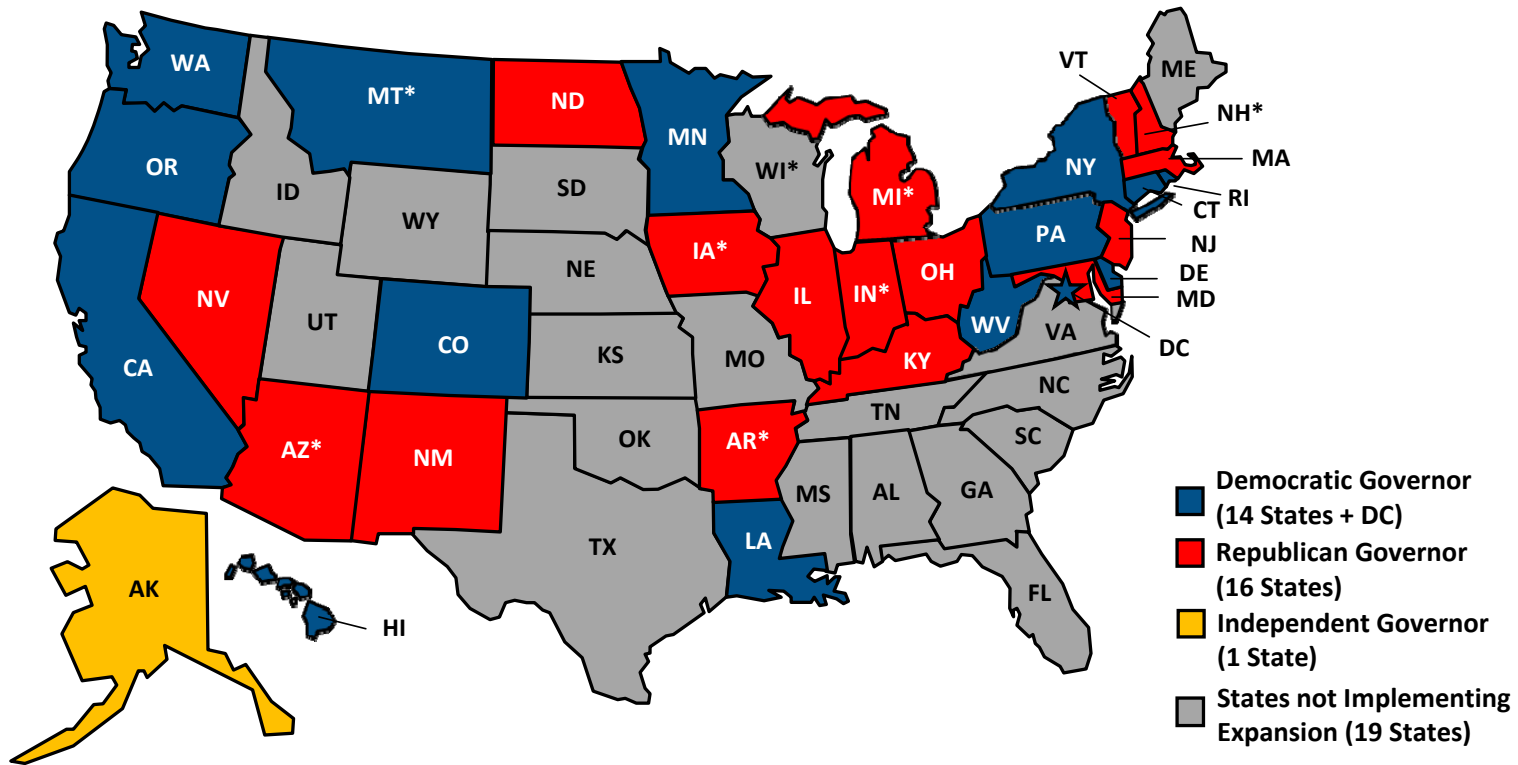 WA
MT*
ND
MN
VT
ME
NH*
MA
OR
ID
WY
SD
WI*
MI*
NY
RI
CT
NV
UT
CO
NE
IA*
IL
IN*
OH
PA
NJ
DE
MD
CA
KS
MO
KY
WV
VA
DC
AZ*
NM
OK
AR*
TN
NC
SC
MS
AL
GA
TX
LA
FL
AK
HI
Democratic Governor
(14 States + DC)
Republican Governor
(16 States)
Independent Governor
(1 State)
States not Implementing
Expansion (19 States)